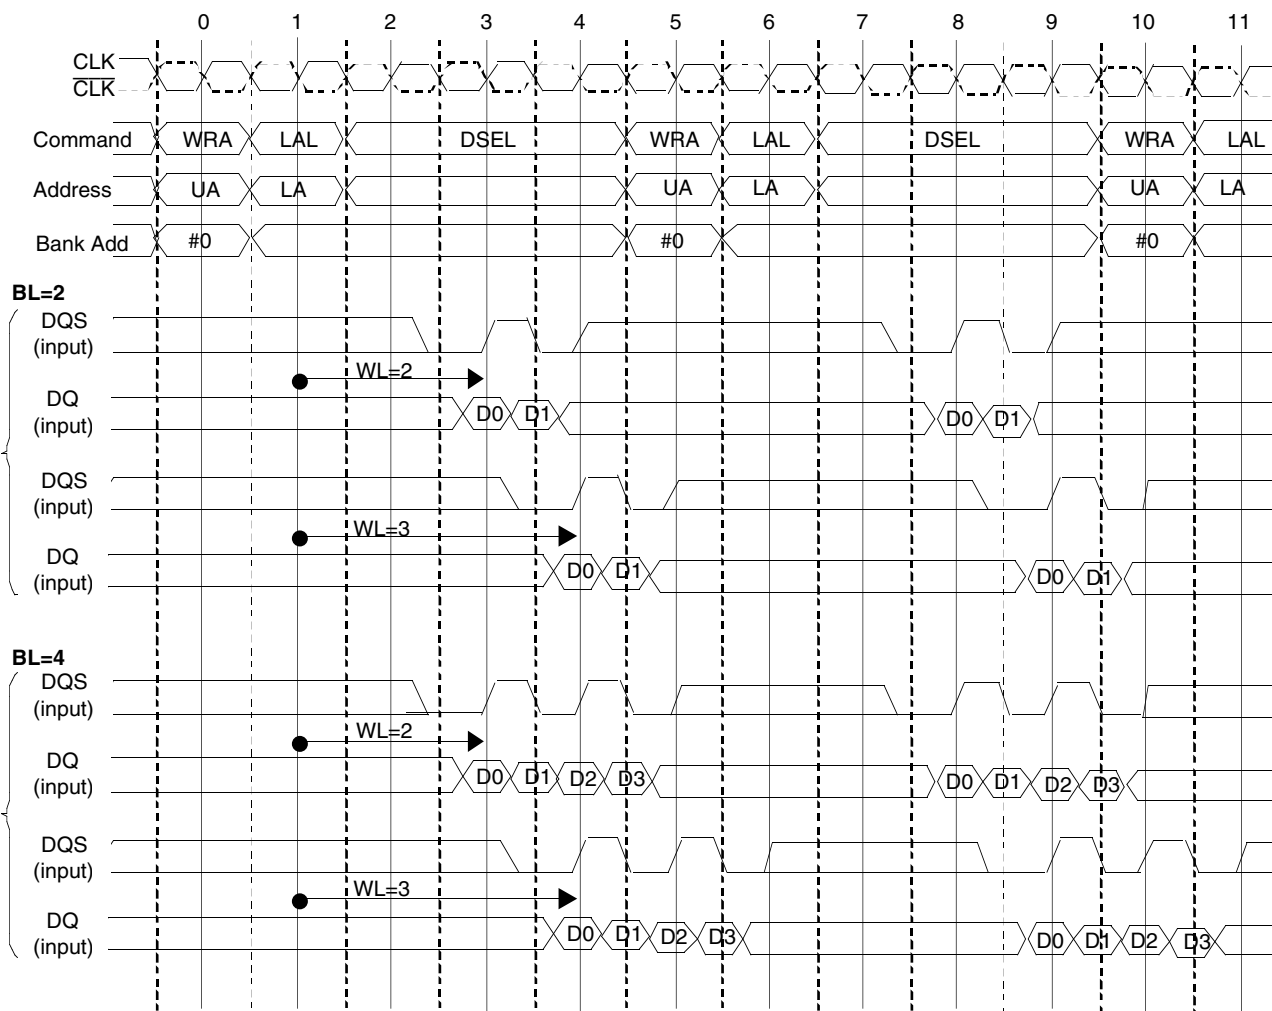 0 1 2 3 4 5 6 7 8 9 10 11
CLK
CLK
Command WRA LAL DSEL WRA LAL DSEL WRA LAL
Address UA LA UA LA UA LA
Bank Add #0 #0 #0
BL=2
DQS
(input)
WL=2
DQ
(input)
D0 D1 D0 D1
DQS
(input)
WL=3
DQ
(input)
D0 D1 D0 D1
BL=4
DQS
(input)
WL=2
DQ
(input)
D0 D1 D2 D3 D0 D1 D2 D3
DQS
(input)
WL=3
DQ
(input)
D0 D1 D2 D3 D0 D1 D2 D3